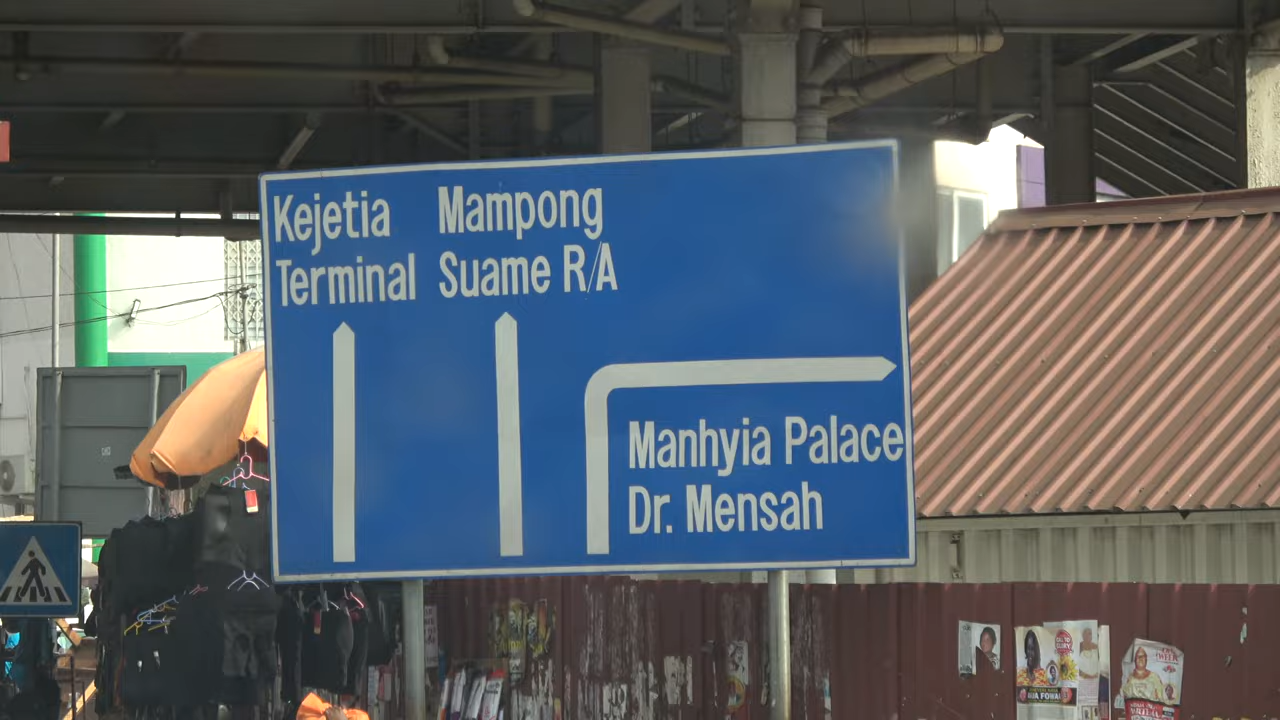 Kejetia
Terminal
Mampong
Suame R/A
Manhyia Palace
Dr. Mensah